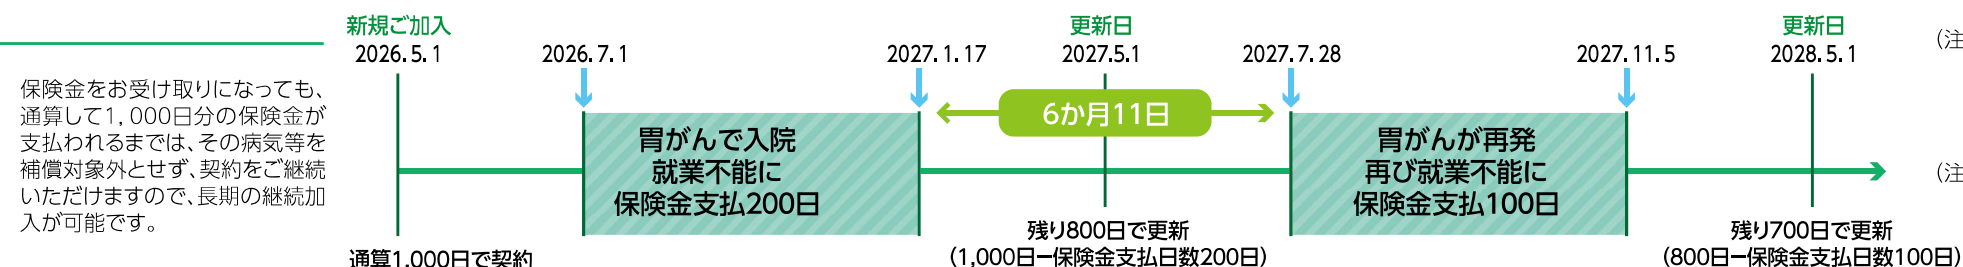 保険金をお受け取りになっても、
通算して1,000日分の保険金が
支払われるまでは、その病気等を
補償対象外とせず、契約をご継続
いただけますので、長期の継続加
入が可能です。
新規ご加入
2026.5.1
2026.7.1
2027.1.17
更新日
2027.5.1
2027.7.28
2027.11.5
更新日
2028.5.1
6か月11日
胃がんで入院
就業不能に
保険金支払200日
胃がんが再発
再び就業不能に
保険金支払100日
通算1,000日で契約
残り800日で更新
(1,000日ー保険金支払日数200日)
残り700日で更新
(800日ー保険金支払日数100日)
(注
(注